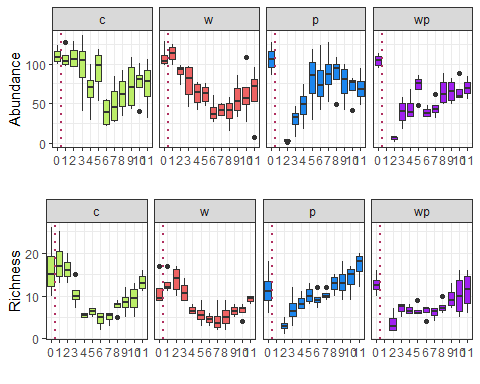 c w p wp
Abundance
100
50
0
0 1 2 3 4 5 6 7 8 9 10 11 0 1 2 3 4 5 6 7 8 9 10 11 0 1 2 3 4 5 6 7 8 9 10 11 0 1 2 3 4 5 6 7 8 9 10 11
c w p wp
Richness
20
10
0
0 1 2 3 4 5 6 7 8 9 10 11 0 1 2 3 4 5 6 7 8 9 10 11 0 1 2 3 4 5 6 7 8 9 10 11 0 1 2 3 4 5 6 7 8 9 10 11